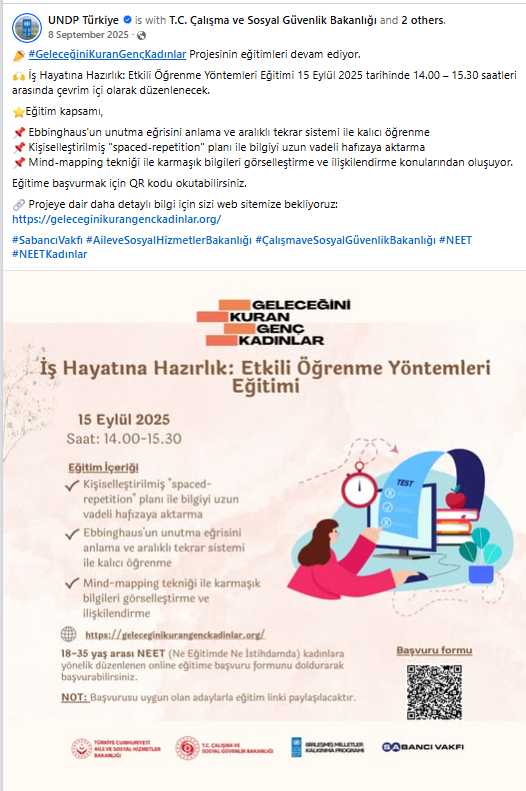 UNDP Türkiye is with T.C. Çalışma ve Sosyal Güvenlik Bakanlığı and 2 others.
8 September 2025 ·
#GeleceğiniKuranGençKadınlar Projesinin eğitimleri devam ediyor.
İş Hayatına Hazırlık: Etkili Öğrenme Yöntemleri Eğitimi 15 Eylül 2025 tarihinde 14.00 – 15.30 saatleri
arasında çevrim içi olarak düzenlenecek.
Eğitim kapsamı,
Ebbinghaus'un unutma eğrisini anlama ve aralıklı tekrar sistemi ile kalıcı öğrenme
Kişiselleştirilmiş "spaced-repetition" planı ile bilgiyi uzun vadeli hafızaya aktarma
Mind-mapping tekniği ile karmaşık bilgileri görselleştirme ve ilişkilendirme konularından oluşuyor.
Eğitime başvurmak için QR kodu okutabilirsiniz.
Projeye dair daha detaylı bilgi için sizi web sitemize bekliyoruz:
https://geleceginikurangenckadinlar.org/
#SabancıVakfı #AileveSosyalHizmetlerBakanlığı #ÇalışmaveSosyalGüvenlikBakanlığı #NEET
#NEETKadınlar
GELECEĞİNİ
KURAN
GENÇ
KADINLAR
İş Hayatına Hazırlık: Etkili Öğrenme Yöntemleri
Eğitimi
15 Eylül 2025
Saat: 14.00-15.30
Eğitim İçeriği
Kişiselleştirilmiş "spaced-
repetition" planı ile bilgiyi uzun
vadeli hafızaya aktarma
Ebbinghaus'un unutma eğrisini
anlama ve aralıklı tekrar sistemi
ile kalıcı öğrenme
Mind-mapping tekniği ile karmaşık
bilgileri görselleştirme ve
ilişkilendirme
TEST
https://geleceginikurangenckadinlar.org/
18-35 yaş arası NEET (Ne Eğitimde Ne İstihdamda) kadınlara
yönelik düzenlenen online eğitime başvuru formunu doldurarak
başvurabilirsiniz.
NOT: Başvurusu uygun olan adaylarla eğitim linki paylaşılacaktır.
Başvuru formu
TÜRKİYE CUMHURİYETİ
AİLE VE SOSYAL HİZMETLER
BAKANLIĞI
T.C. ÇALIŞMA VE
SOSYAL GÜVENLİK
BAKANLIĞI
BİRLEŞMİŞ MİLLETLER
KALKINMA PROGRAMI
SABANCI VAKFI